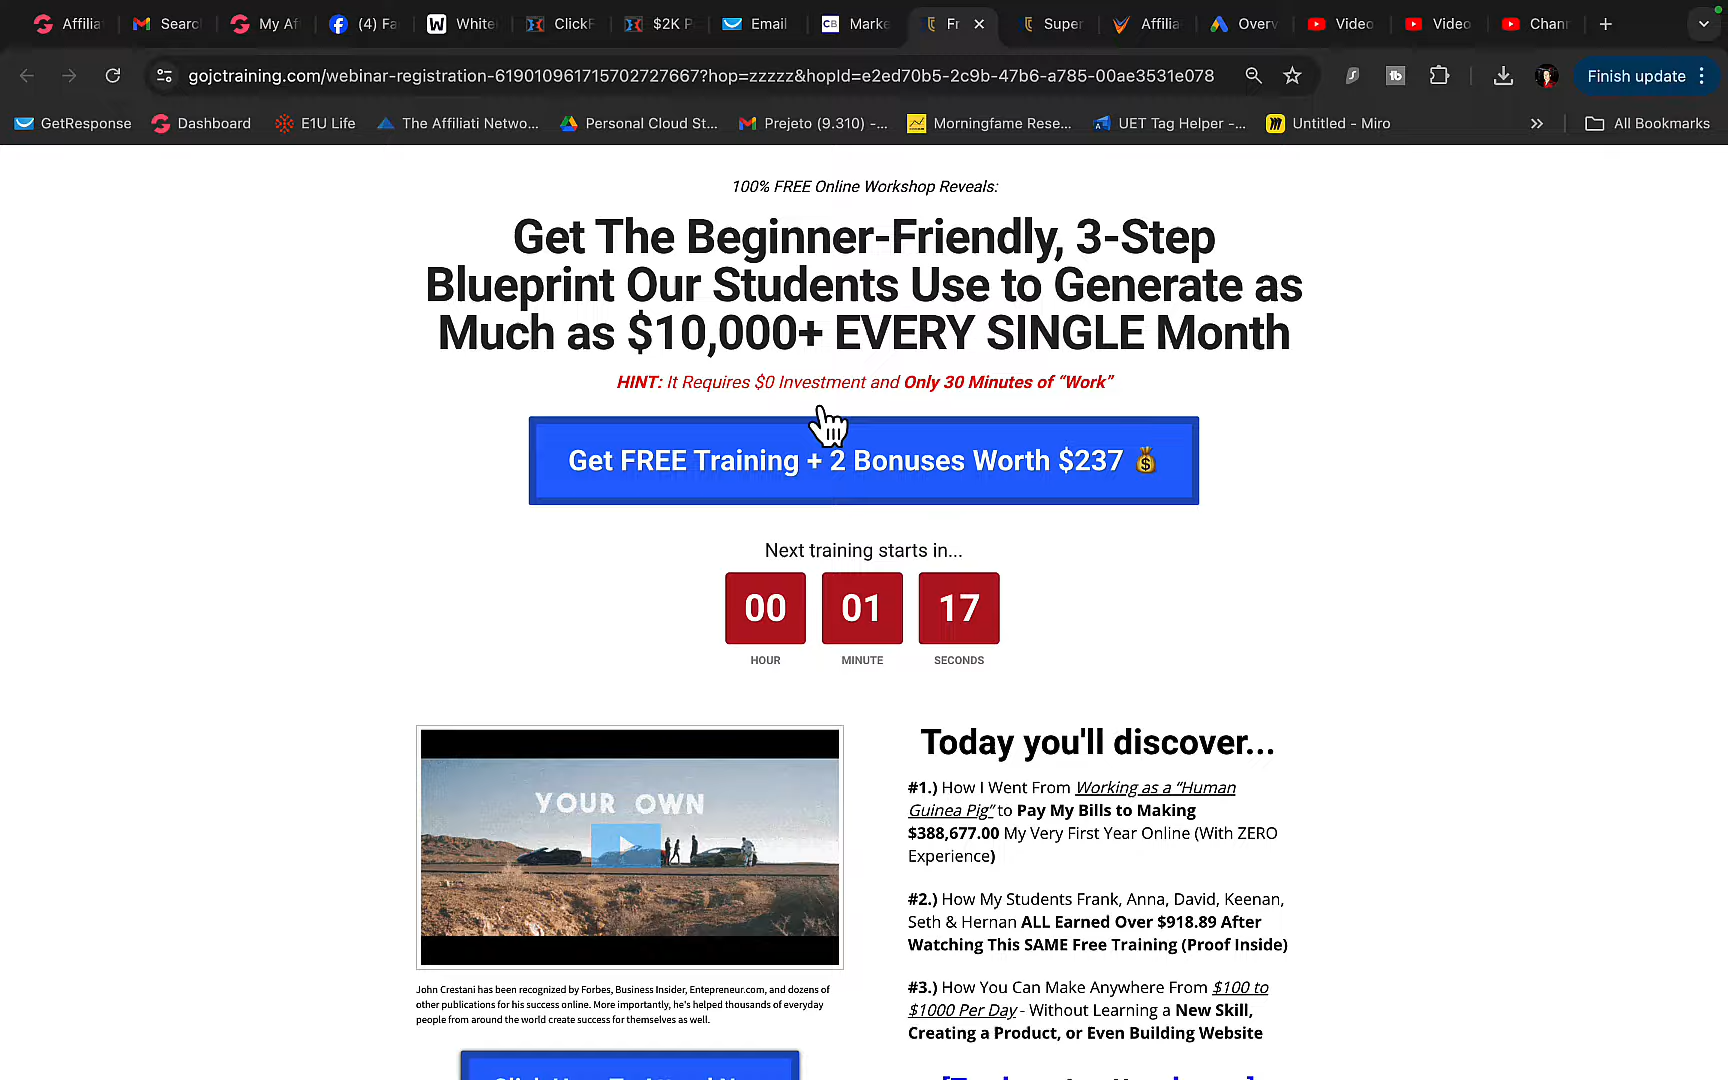 Affilia
Searc
My Af
(4) Fa
White
ClickF
$2K P
Email
Marke
Fr
Super
Affilia
Overv
Video
Video
Chann
gojctraining.com/webinar-registration-619010961715702727667?hop=zzzzz&hopId=e2ed70b5-2c9b-47b6-a785-00ae3531e078
Finish update
GetResponse
Dashboard
E1U Life
The Affiliati Netwo...
Personal Cloud St...
Prejeto (9.310) -...
Morningfame Rese...
UET Tag Helper -...
Untitled - Miro
All Bookmarks
100% FREE Online Workshop Reveals:
Get The Beginner-Friendly, 3-Step
Blueprint Our Students Use to Generate as
Much as $10,000+ EVERY SINGLE Month
HINT: It Requires $0 Investment and Only 30 Minutes of “Work”
Get FREE Training + 2 Bonuses Worth $237 💰
Next training starts in...
00 01 17
HOUR MINUTE SECONDS
YOUR OWN
John Crestani has been recognized by Forbes, Business Insider, Entepreneur.com, and dozens of
other publications for his success online. More importantly, he's helped thousands of everyday
people from around the world create success for themselves as well.
Today you'll discover...
#1.) How I Went From Working as a “Human
Guinea Pig” to Pay My Bills to Making
$388,677.00 My Very First Year Online (With ZERO
Experience)
#2.) How My Students Frank, Anna, David, Keenan,
Seth & Hernan ALL Earned Over $918.89 After
Watching This SAME Free Training (Proof Inside)
#3.) How You Can Make Anywhere From $100 to
$1000 Per Day - Without Learning a New Skill,
Creating a Product, or Even Building Website